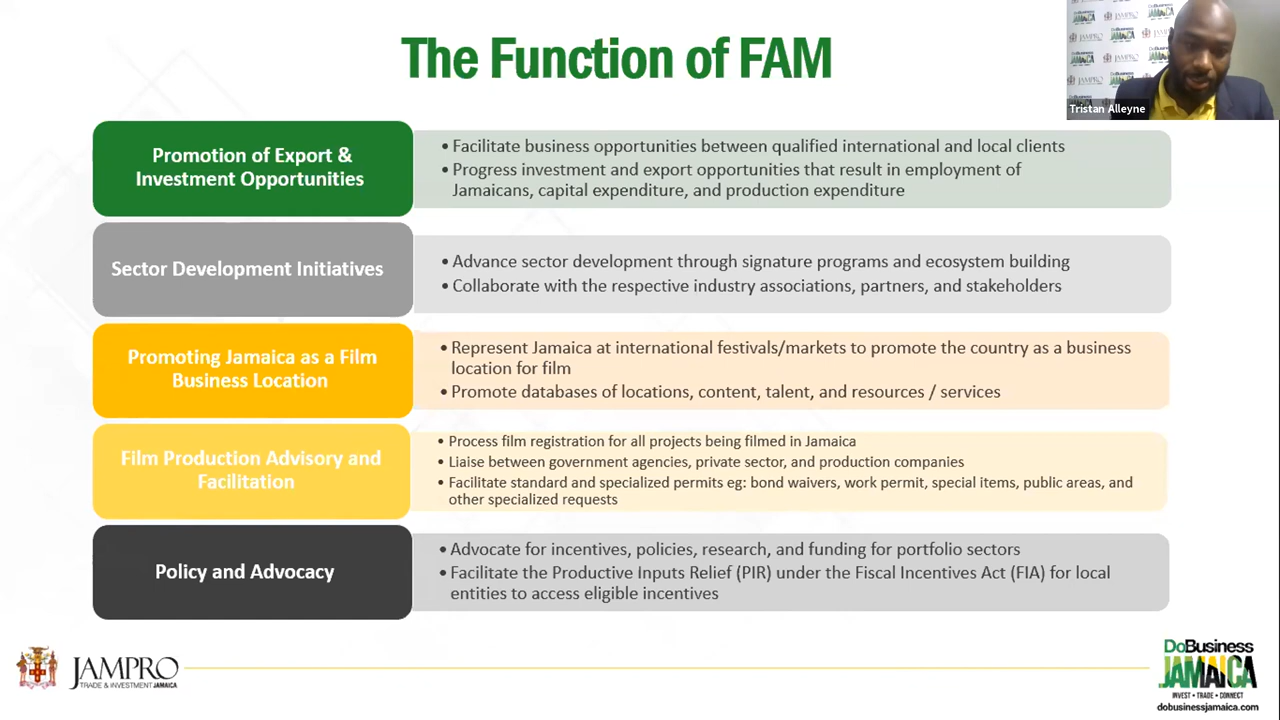 The Function of FAM
Tristan Alleyne
Promotion of Export &
Investment Opportunities
• Facilitate business opportunities between qualified international and local clients
• Progress investment and export opportunities that result in employment of
Jamaicans, capital expenditure, and production expenditure
Sector Development Initiatives
• Advance sector development through signature programs and ecosystem building
• Collaborate with the respective industry associations, partners, and stakeholders
Promoting Jamaica as a Film
Business Location
• Represent Jamaica at international festivals/markets to promote the country as a business
location for film
• Promote databases of locations, content, talent, and resources / services
Film Production Advisory and
Facilitation
• Process film registration for all projects being filmed in Jamaica
• Liaise between government agencies, private sector, and production companies
• Facilitate standard and specialized permits eg: bond waivers, work permit, special items, public areas, and
other specialized requests
Policy and Advocacy
• Advocate for incentives, policies, research, and funding for portfolio sectors
• Facilitate the Productive Inputs Relief (PIR) under the Fiscal Incentives Act (FIA) for local
entities to access eligible incentives
JAMPRO
TRADE & INVESTMENT JAMAICA
DoBusiness
JAMAICA
INVEST • TRADE • CONNECT
dobusinessjamaica.com